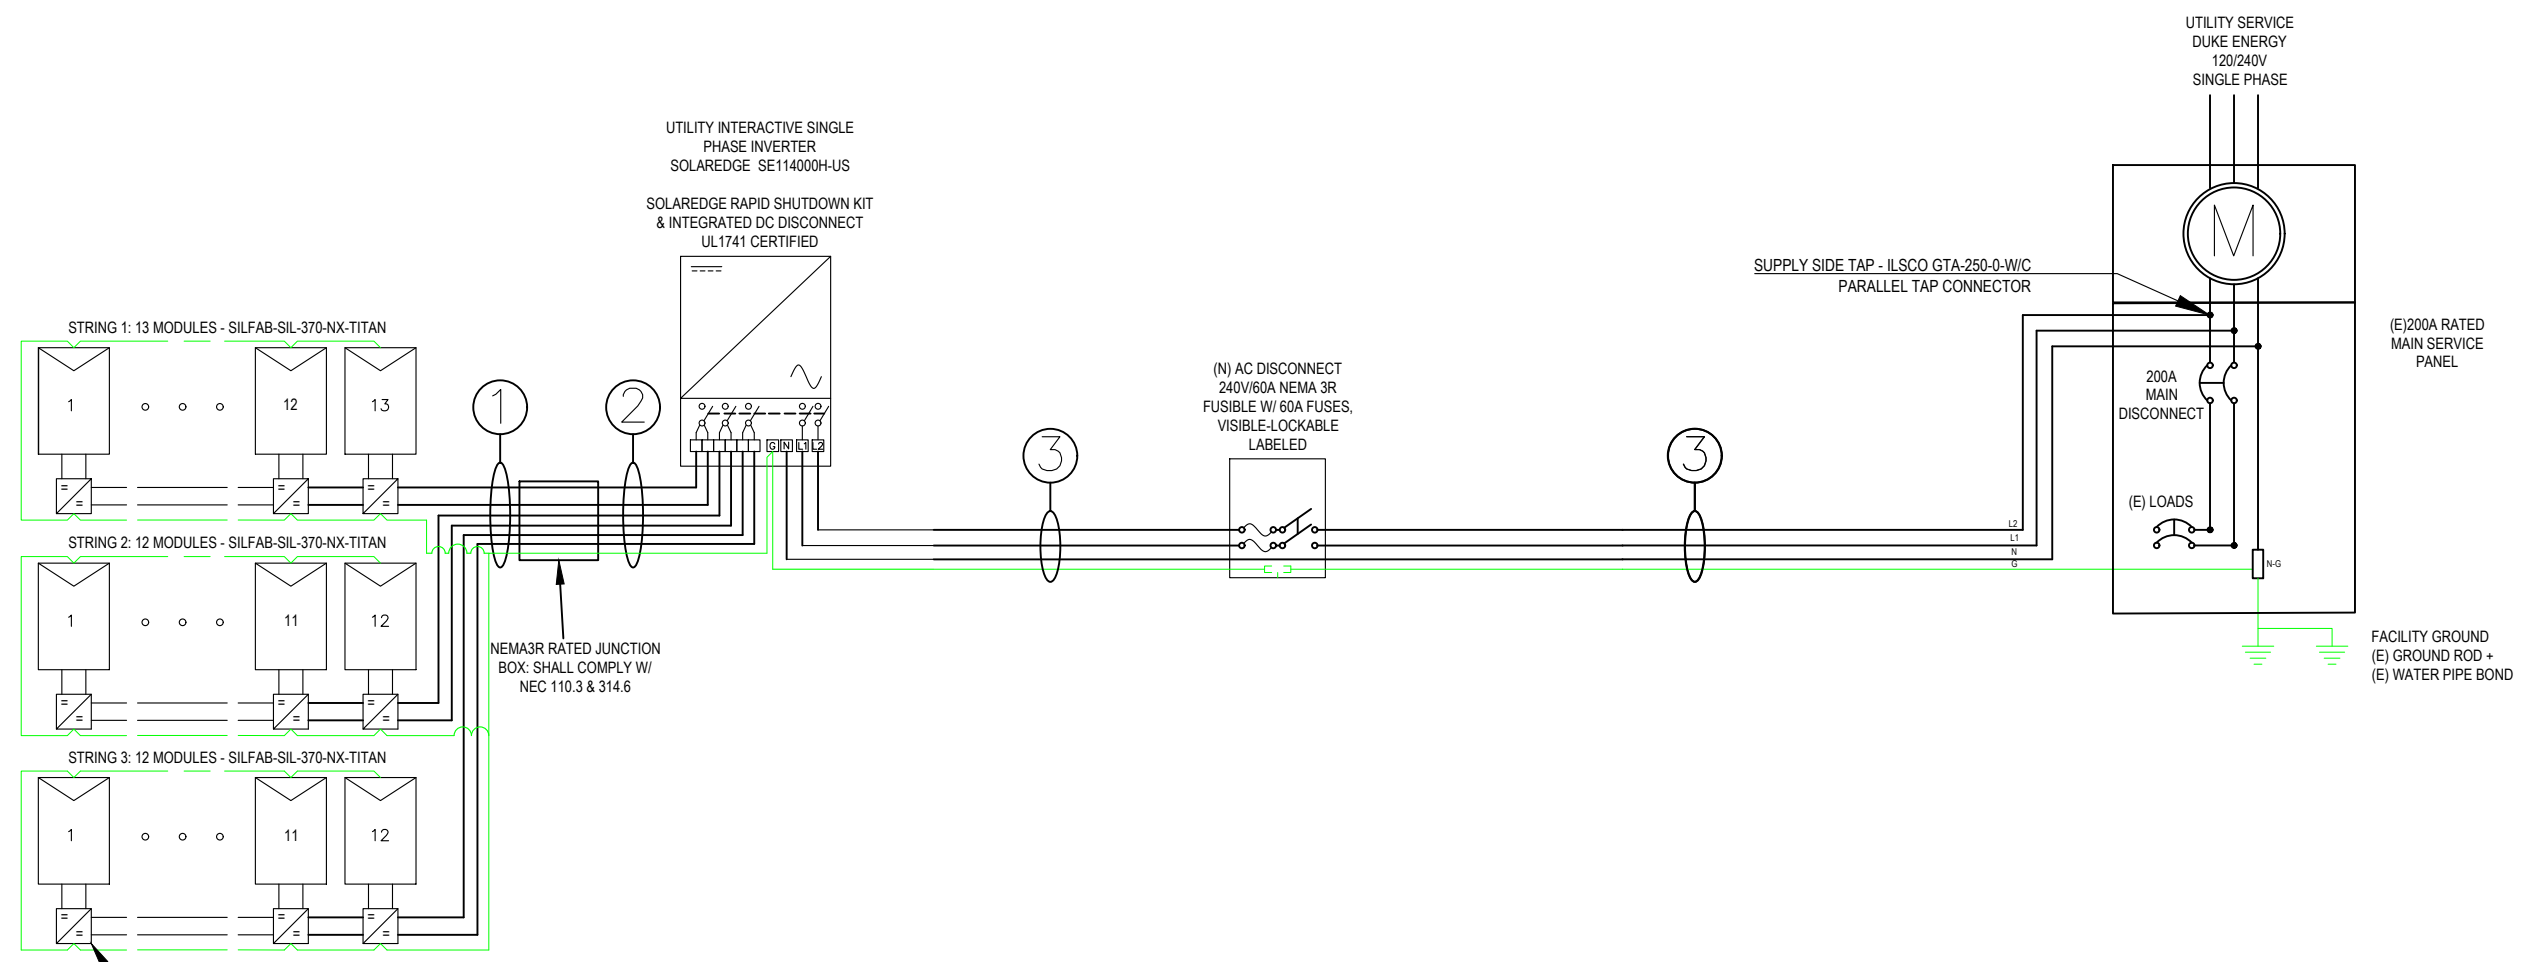 UTILITY SERVICE
DUKE ENERGY
120/240V
SINGLE PHASE
UTILITY INTERACTIVE SINGLE
PHASE INVERTER
SOLAREDGE  SE114000H-US
SOLAREDGE RAPID SHUTDOWN KIT
& INTEGRATED DC DISCONNECT
UL1741 CERTIFIED
M
SUPPLY SIDE TAP - ILSCO GTA-250-0-W/C
PARALLEL TAP CONNECTOR
(E)200A RATED
MAIN SERVICE
PANEL
STRING 1: 13 MODULES - SILFAB-SIL-370-NX-TITAN
1
12
13
1
2
(N) AC DISCONNECT
240V/60A NEMA 3R
FUSIBLE W/ 60A FUSES,
VISIBLE-LOCKABLE
LABELED
200A
MAIN
DISCONNECT
G N L1 L2
3
3
(E) LOADS
L2
L1
N
G
N-G
STRING 2: 12 MODULES - SILFAB-SIL-370-NX-TITAN
1
11
12
NEMA3R RATED JUNCTION
BOX: SHALL COMPLY W/
NEC 110.3 & 314.6
FACILITY GROUND
(E) GROUND ROD +
(E) WATER PIPE BOND
STRING 3: 12 MODULES - SILFAB-SIL-370-NX-TITAN
1
11
12